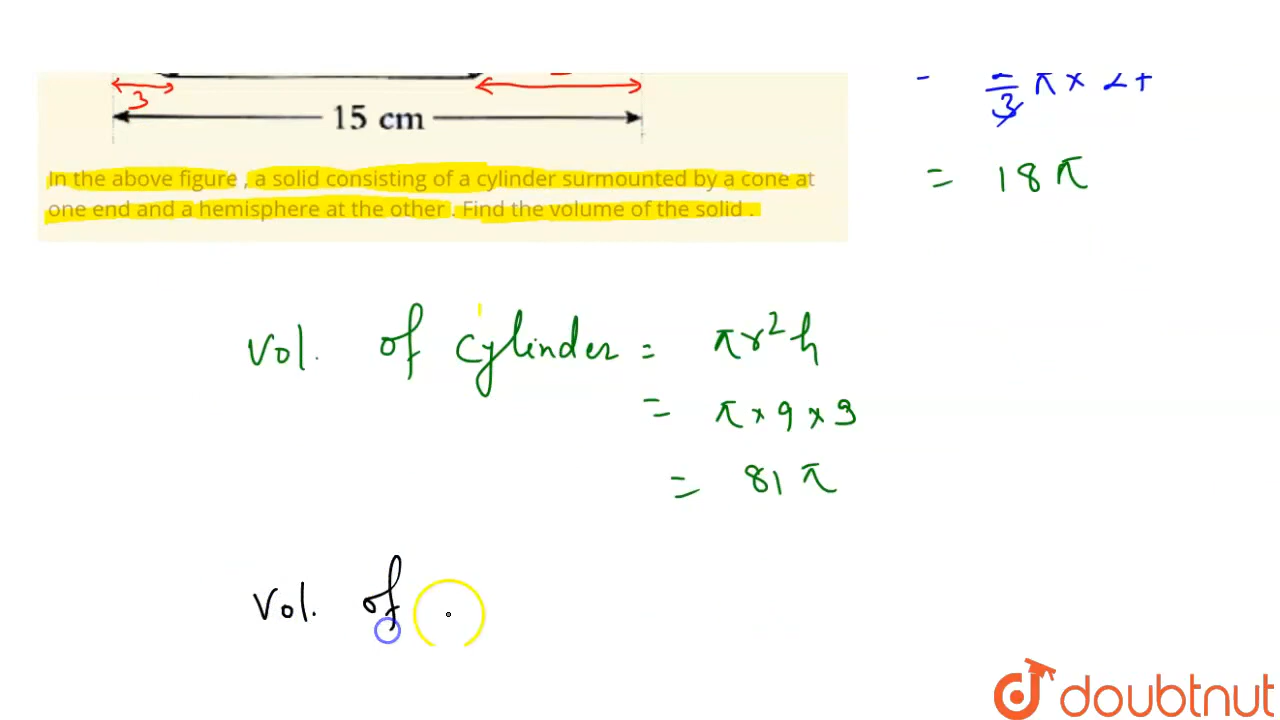 3
15 cm
In the above figure , a solid consisting of a cylinder surmounted by a cone at
one end and a hemisphere at the other . Find the volume of the solid .
= 18 π
Vol. of cylinder = πr²h
= π × 9 × 9
= 81 π
Vol. of
doubtnut